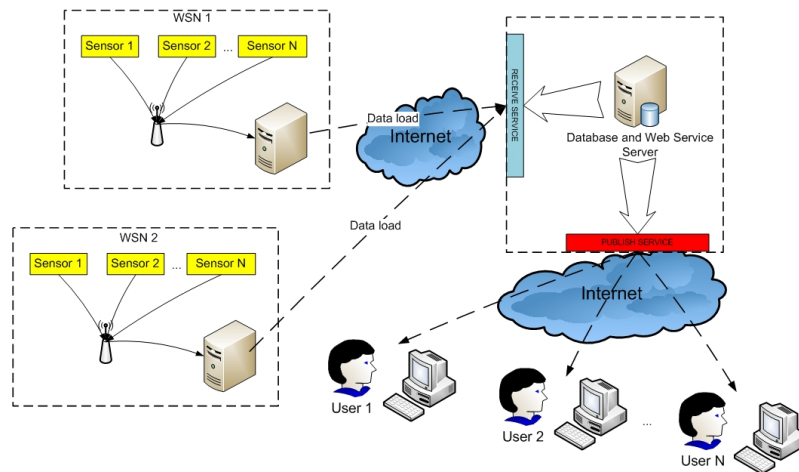 WSN 1
Sensor 1
Sensor 2
...
Sensor N
Data load
Internet
RECEIVE SERVICE
Database and Web Service
Server
Data load
WSN 2
Sensor 1
Sensor 2
...
Sensor N
PUBLISH SERVICE
Internet
User 1
User 2
...
User N